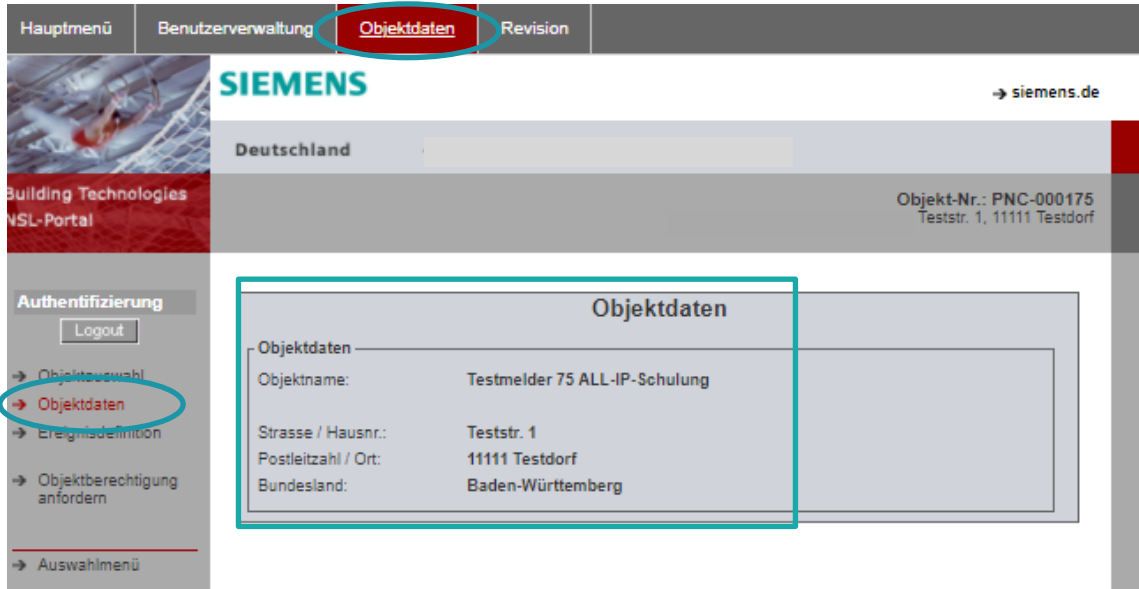 Hauptmenü
Benutzerverwaltung
Objektdaten
Revision
SIEMENS
siemens.de
Deutschland
Building Technologies
NSL-Portal
Objekt-Nr.: PNC-000175
Teststr. 1, 11111 Testdorf
Authentifizierung
Logout
Objektauswahl
Objektdaten
Ereignisdefinition
Objektberechtigung
anfordern
Auswahlmenü
Objektdaten
Objektdaten
Objektname: Testmelder 75 ALL-IP-Schulung
Strasse / Hausnr.: Teststr. 1
Postleitzahl / Ort: 11111 Testdorf
Bundesland: Baden-Württemberg